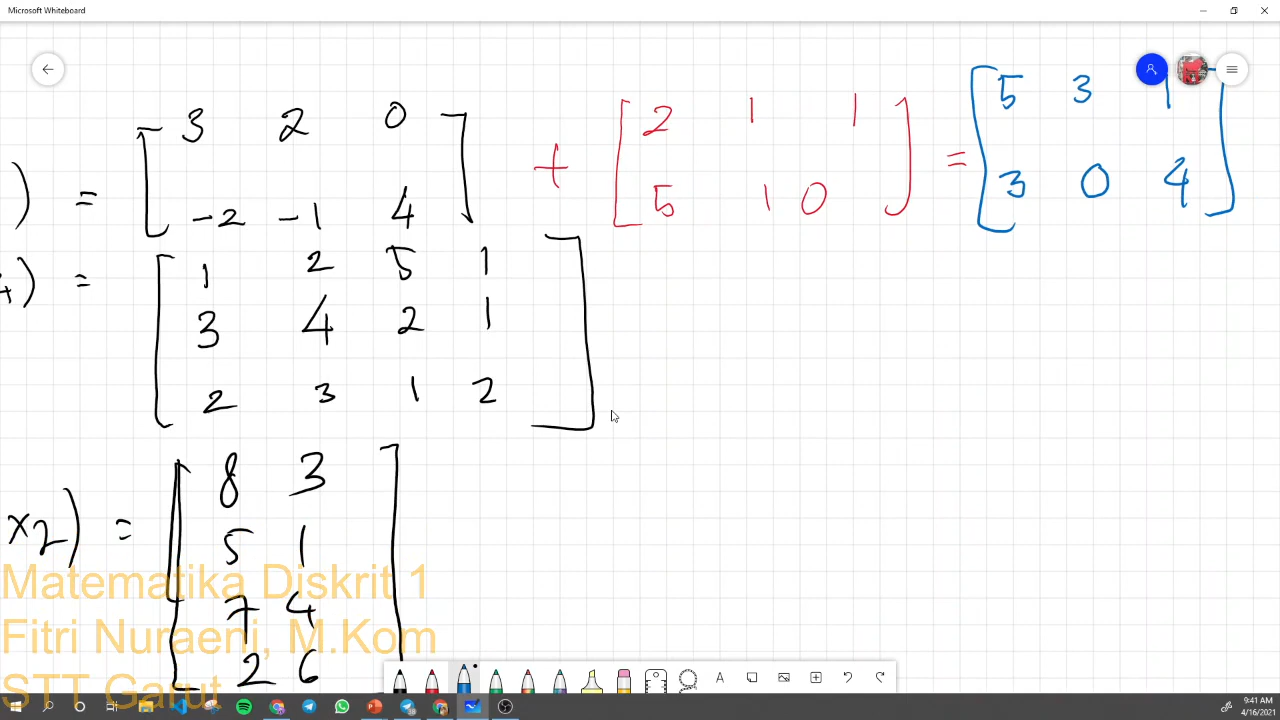 Microsoft Whiteboard
) = [ 3 2 0 + [ 2 1 1 = [ 5 3 1
-2 -1 4 ] 5 1 0 ] 3 0 4 ]
4) = [ 1 2 5 1
3 4 2 1
2 3 1 2 ]
x2) = [ 8 3
5 1
7 4
2 6 ]
Matematika Diskrit 1
Fitri Nuraeni, M.Kom
STT Garut
9:41 AM
4/16/2021